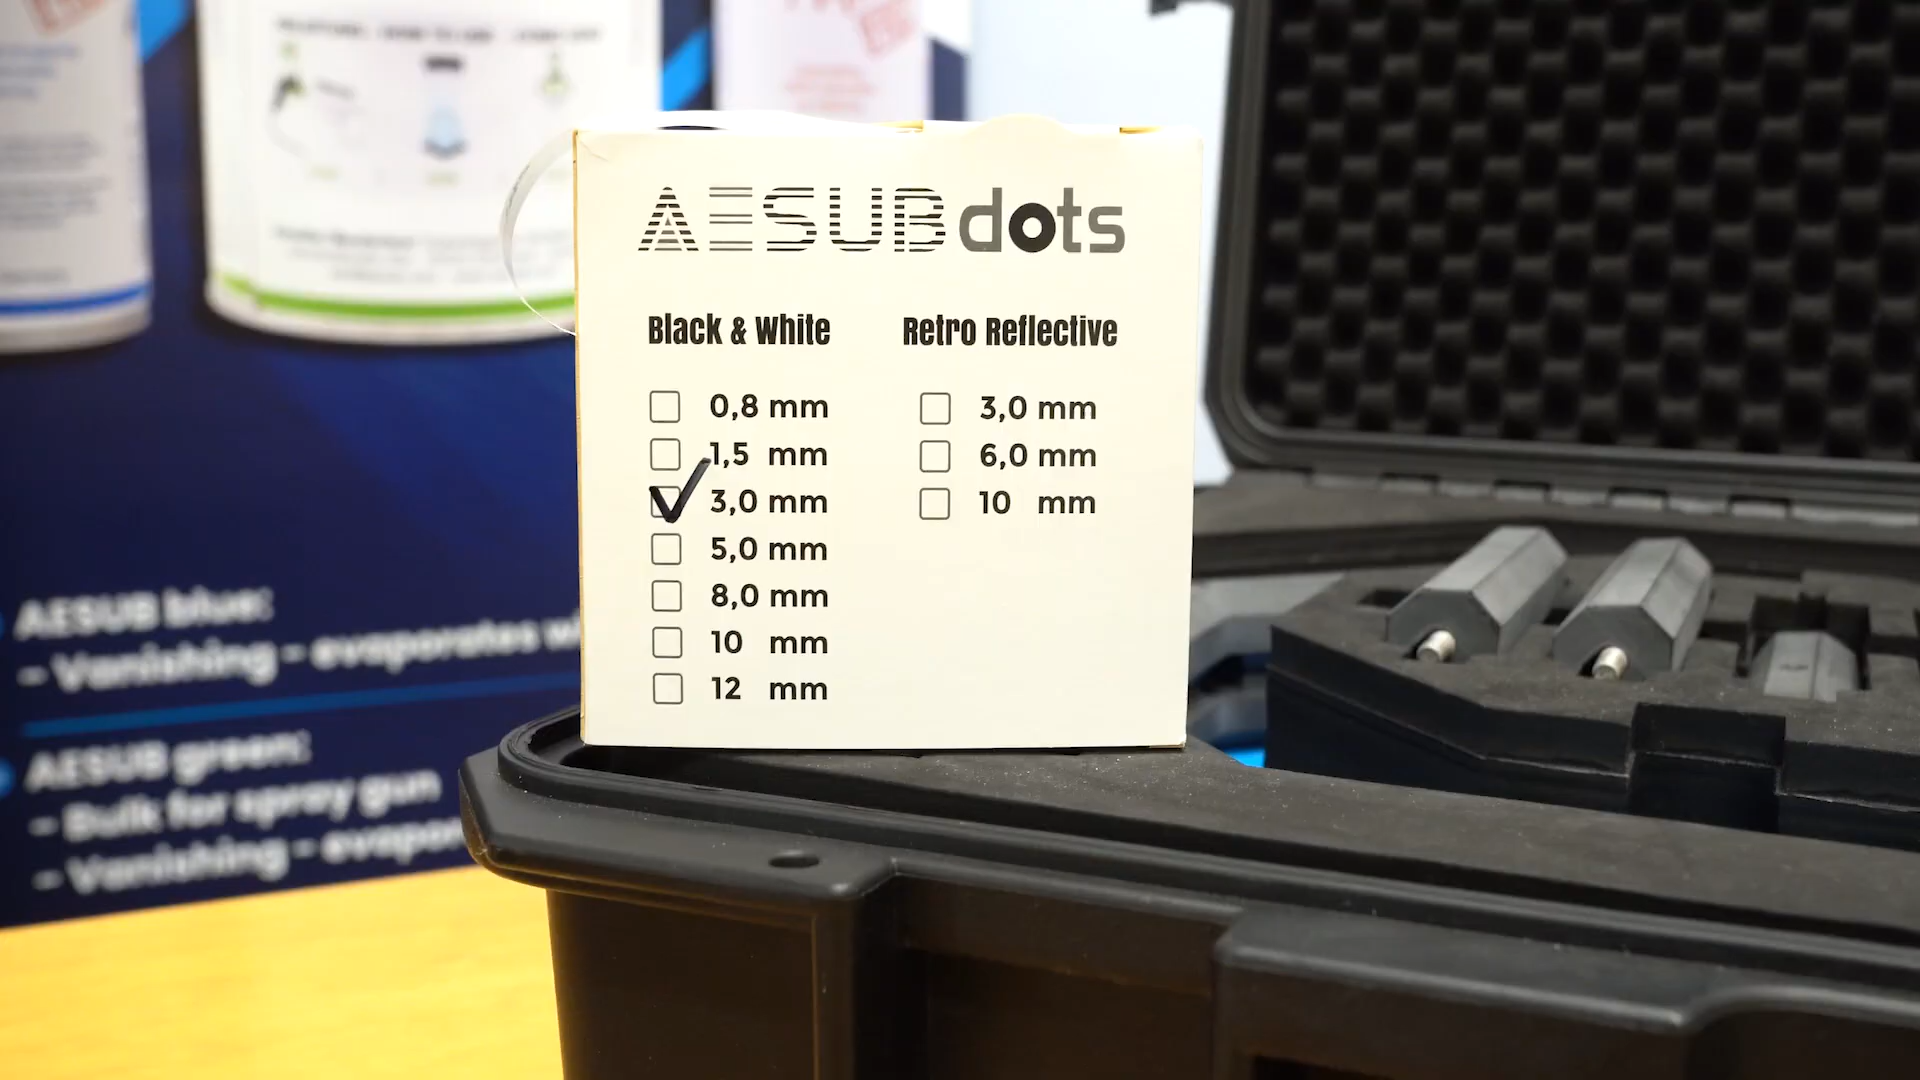 AESUB dots
Black & White
0,8 mm
1,5 mm
3,0 mm
5,0 mm
8,0 mm
10 mm
12 mm
Retro Reflective
3,0 mm
6,0 mm
10 mm
AESUB blue:
- Vanishing - evaporates
AESUB green:
- Bulk for spray gun
- Vanishing -